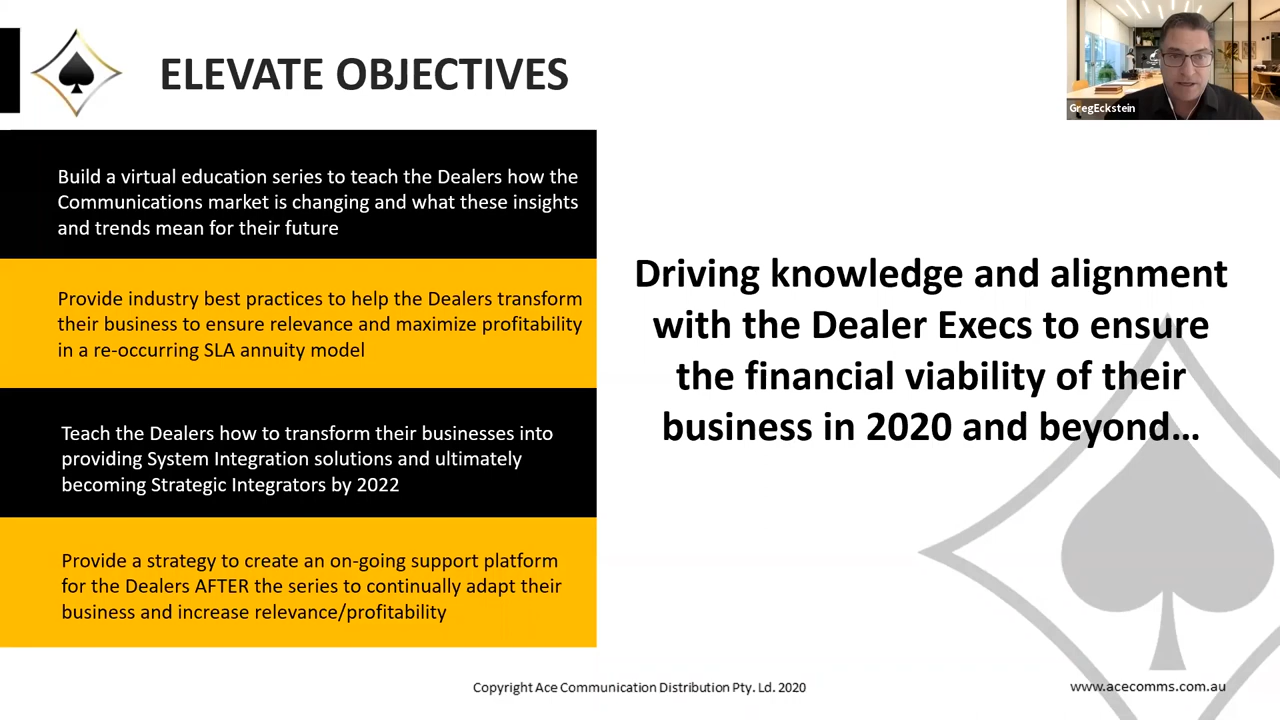 ELEVATE OBJECTIVES
GregEckstein
Build a virtual education series to teach the Dealers how the
Communications market is changing and what these insights
and trends mean for their future
Provide industry best practices to help the Dealers transform
their business to ensure relevance and maximize profitability
in a re-occurring SLA annuity model
Teach the Dealers how to transform their businesses into
providing System Integration solutions and ultimately
becoming Strategic Integrators by 2022
Provide a strategy to create an on-going support platform
for the Dealers AFTER the series to continually adapt their
business and increase relevance/profitability
Driving knowledge and alignment
with the Dealer Execs to ensure
the financial viability of their
business in 2020 and beyond…
Copyright Ace Communication Distribution Pty. Ld. 2020
www.acecomms.com.au